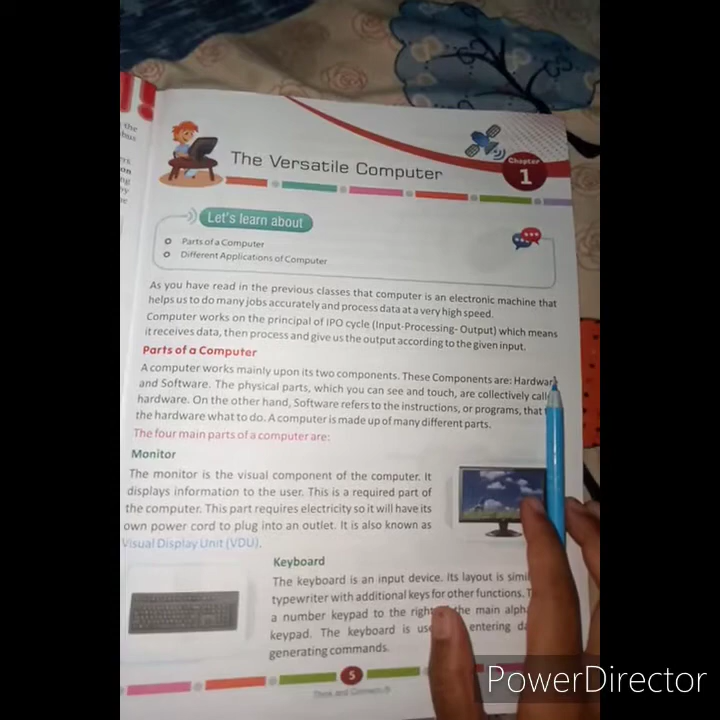 the
bus
on
ng
The Versatile Computer
Chapter
1
Let's learn about
Parts of a Computer
Different Applications of Computer
As you have read in the previous classes that computer is an electronic machine that
helps us to do many jobs accurately and process data at a very high speed.
Computer works on the principal of IPO cycle (Input-Processing- Output) which means
it receives data, then process and give us the output according to the given input.
Parts of a Computer
A computer works mainly upon its two components. These Components are: Hardwar
and Software. The physical parts, which you can see and touch, are collectively call
hardware. On the other hand, Software refers to the instructions, or programs, that
the hardware what to do. A computer is made up of many different parts.
The four main parts of a computer are:
Monitor
The monitor is the visual component of the computer. It
displays information to the user. This is a required part of
the computer. This part requires electricity so it will have its
own power cord to plug into an outlet. It is also known as
Visual Display Unit (VDU).
Keyboard
The keyboard is an input device. Its layout is simil
typewriter with additional keys for other functions. T
a number keypad to the right the main alpha
keypad. The keyboard is use entering da
generating commands.
5
PowerDirector